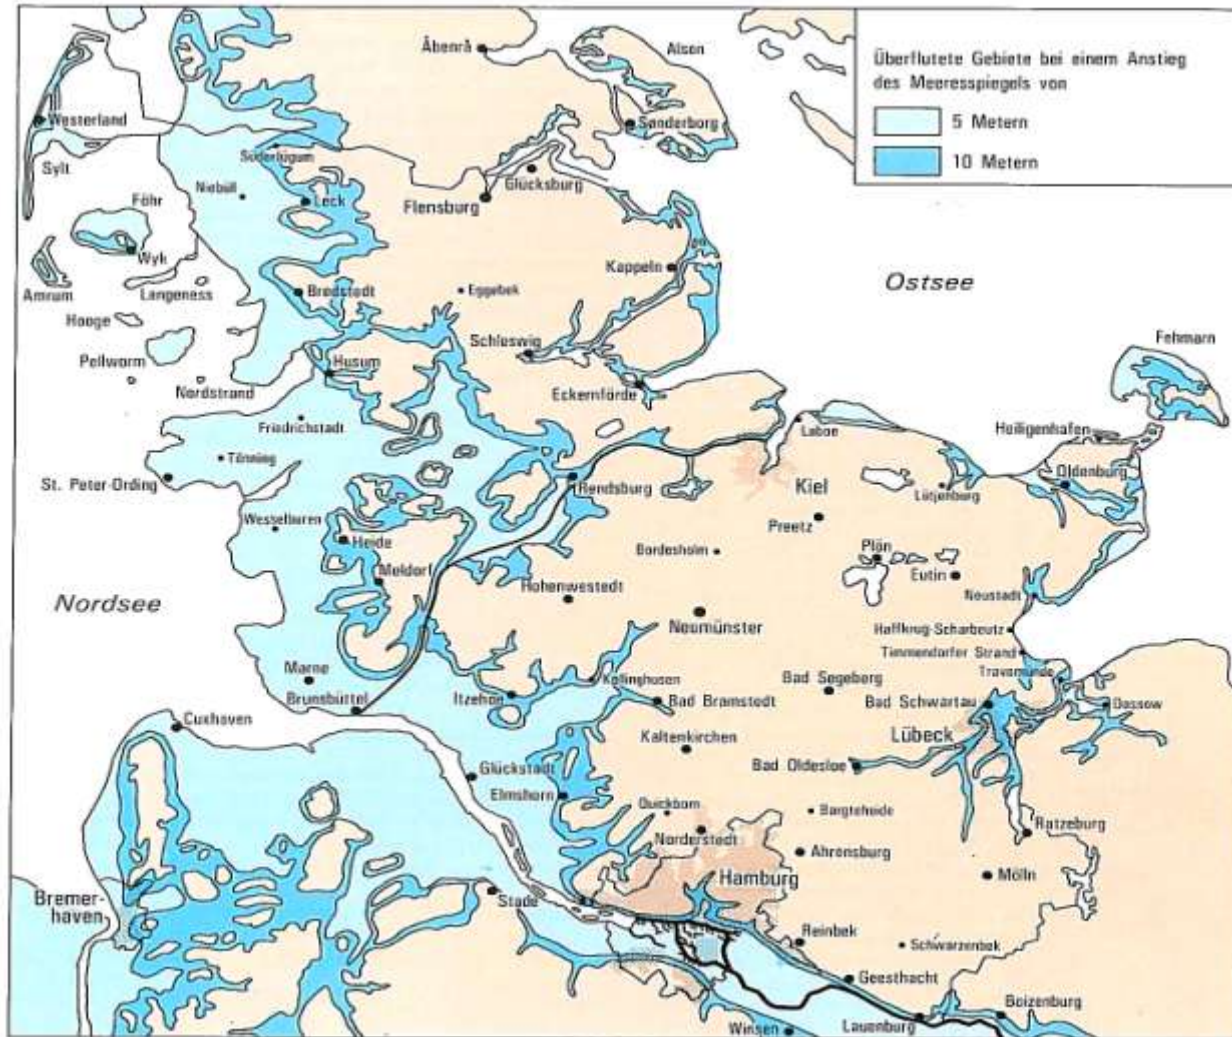 Åbenrå
Alsen
Überflutete Gebiete bei einem Anstieg
des Meeresspiegels von
5 Metern
10 Metern
Westerland
Sønderborg
Sylt
Süderlügum
Glücksburg
Niebüll
Leck
Flensburg
Föhr
Wyk
Kappeln
Ostsee
Amrum
Langeness
Bredstedt
Eggebek
Hooge
Schleswig
Fehmarn
Pellworm
Husum
Nordstrand
Eckernförde
Friedrichstadt
Laboe
Heiligenhafen
Tönning
St. Peter-Ording
Rendsburg
Kiel
Oldenburg
Lütjenburg
Wesselburen
Preetz
Heide
Bordesholm
Plön
Meldorf
Hohenwestedt
Eutin
Nordsee
Neustadt
Neumünster
Haffkrug-Scharbeutz
Timmendorfer Strand
Marne
Kellinghusen
Bad Segeberg
Travemünde
Brunsbüttel
Itzehoe
Bad Bramstedt
Bad Schwartau
Dassow
Cuxhaven
Kaltenkirchen
Lübeck
Glückstadt
Bad Oldesloe
Elmshorn
Quickborn
Bargteheide
Norderstedt
Ratzeburg
Ahrensburg
Hamburg
Mölln
Bremer-
haven
Stade
Reinbek
Schwarzenbek
Geesthacht
Boizenburg
Winsen
Lauenburg